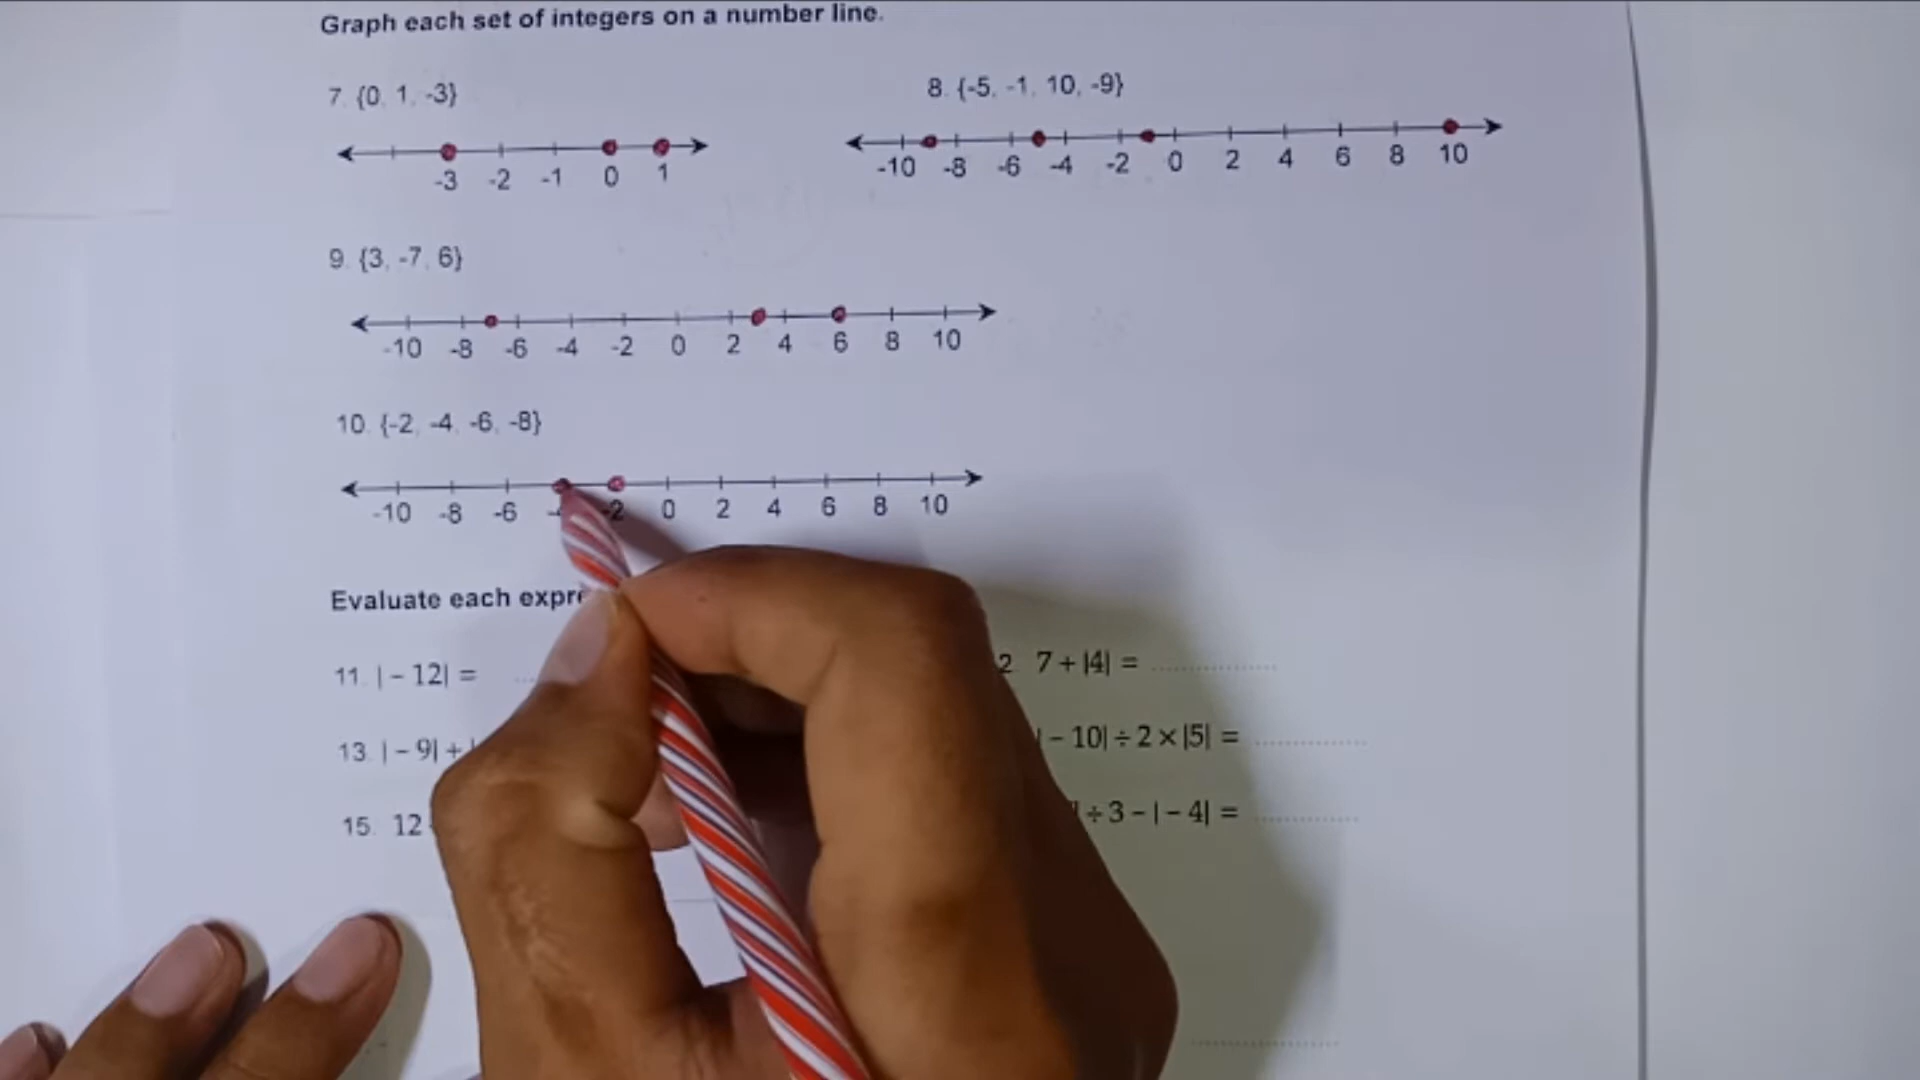 Graph each set of integers on a number line.
7. {0, 1, -3}
-3 -2 -1 0 1
8. {-5, -1, 10, -9}
-10 -8 -6 -4 -2 0 2 4 6 8 10
9. {3, -7, 6}
-10 -8 -6 -4 -2 0 2 4 6 8 10
10. {-2, -4, -6, -8}
-10 -8 -6 -2 0 2 4 6 8 10
Evaluate each
11. | – 12| =
2 7 + |4| =
13. | – 9| +
| – 10| ÷ 2 × |5| =
15. 12
÷ 3 – | – 4| =